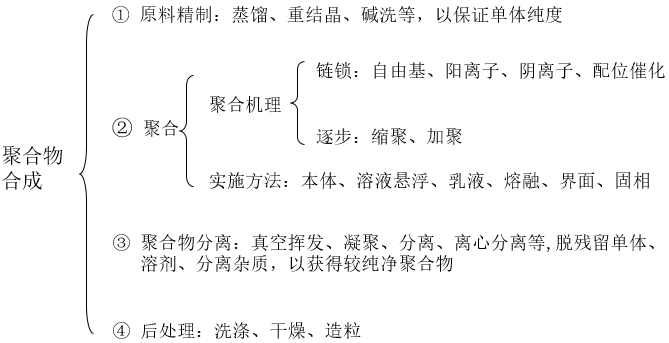 ① 原料精制：蒸馏、重结晶、碱洗等，以保证单体纯度
链锁：自由基、阳离子、阴离子、配位催化
聚合机理
② 聚合
逐步：缩聚、加聚
聚合物
合成
实施方法：本体、溶液悬浮、乳液、熔融、界面、固相
③ 聚合物分离：真空挥发、凝聚、分离、离心分离等,脱残留单体、
溶剂、分离杂质，以获得较纯净聚合物
④ 后处理：洗涤、干燥、造粒